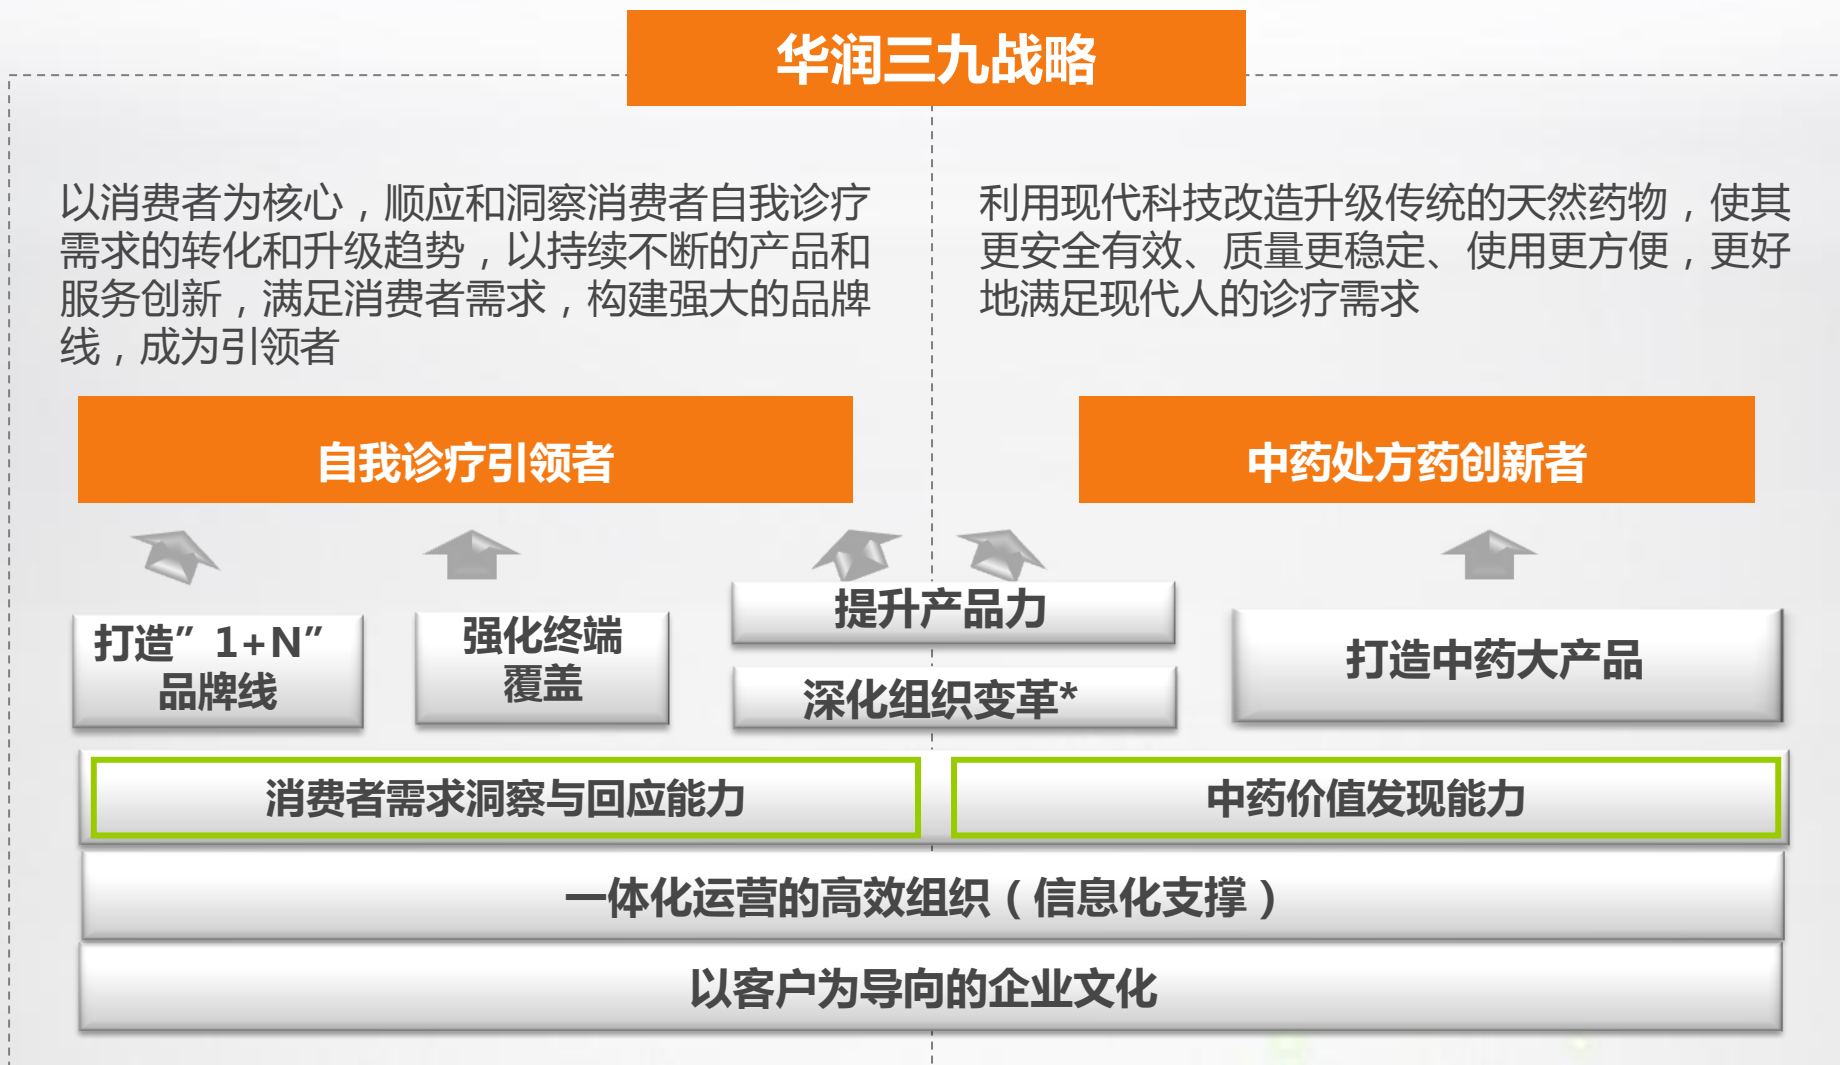 华润三九战略
以消费者为核心，顺应和洞察消费者自我诊疗
需求的转化和升级趋势，以持续不断的产品和
服务创新，满足消费者需求，构建强大的品牌
线，成为引领者
利用现代科技改造升级传统的天然药物，使其
更安全有效、质量更稳定、使用更方便，更好
地满足现代人的诊疗需求
自我诊疗引领者
中药处方药创新者
打造”1+N”
品牌线
强化终端
覆盖
提升产品力
深化组织变革*
打造中药大产品
消费者需求洞察与回应能力
中药价值发现能力
一体化运营的高效组织（信息化支撑）
以客户为导向的企业文化